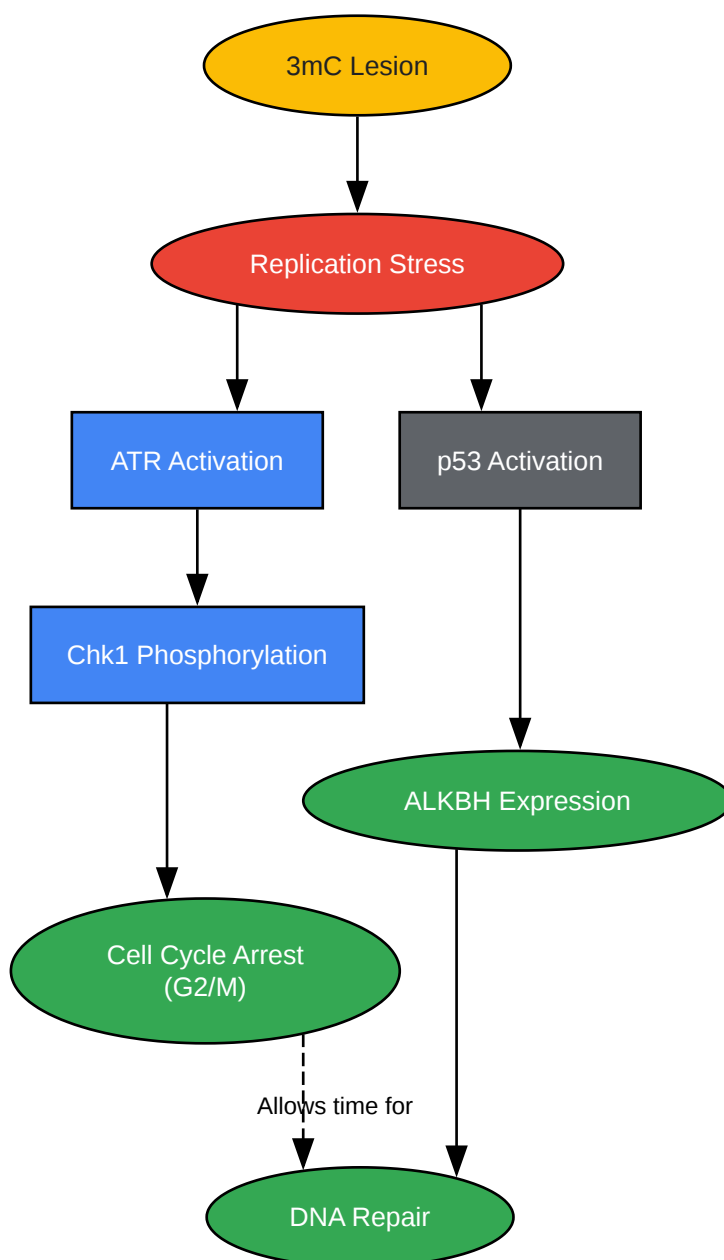 3mC Lesion
Replication Stress
ATR Activation
p53 Activation
Chk1 Phosphorylation
ALKBH Expression
Cell Cycle Arrest
(G2/M)
Allows time for
DNA Repair